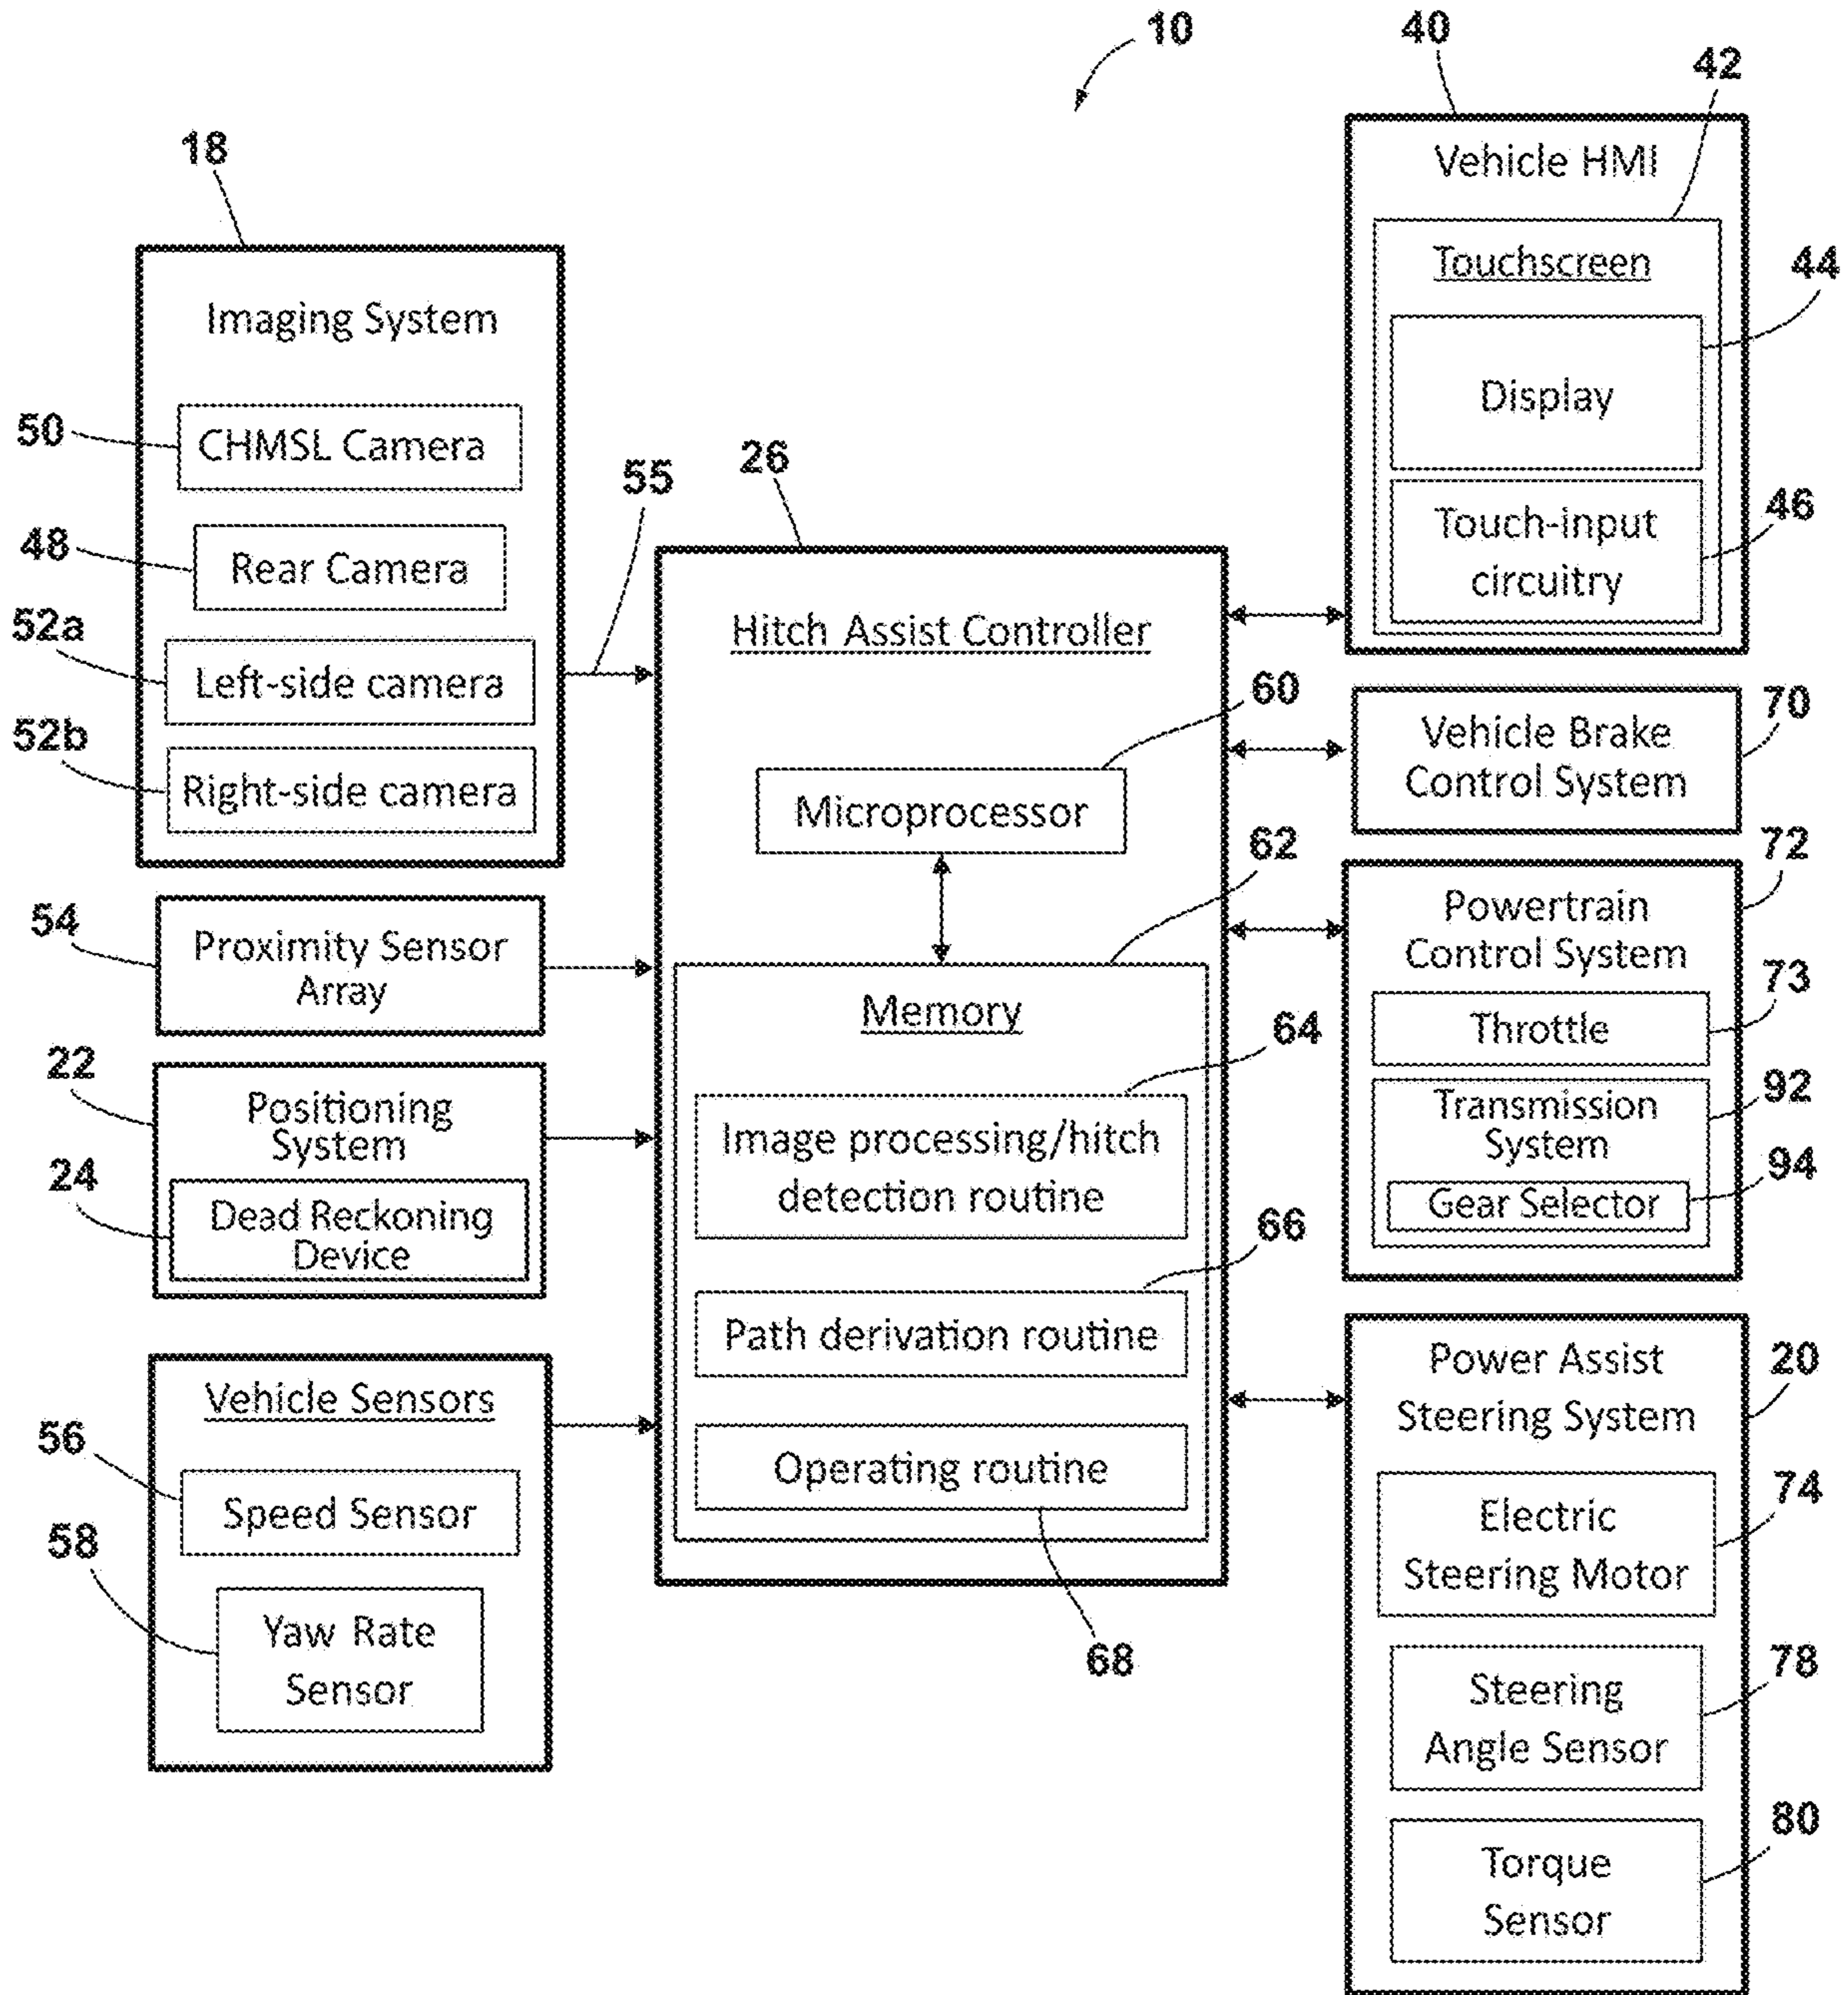 10
18
Imaging System
50
CHMSL Camera
48
Rear Camera
52a
Left-side camera
52b
Right-side camera
55
54
Proximity Sensor
Array
22
Positioning
System
24
Dead Reckoning
Device
Vehicle Sensors
56
Speed Sensor
58
Yaw Rate
Sensor
26
Hitch Assist Controller
60
Microprocessor
62
Memory
64
Image processing/hitch
detection routine
66
Path derivation routine
Operating routine
68
40
42
Vehicle HMI
Touchscreen
44
Display
46
Touch-input
circuitry
70
Vehicle Brake
Control System
72
Powertrain
Control System
73
Throttle
92
Transmission
System
94
Gear Selector
20
Power Assist
Steering System
74
Electric
Steering Motor
78
Steering
Angle Sensor
80
Torque
Sensor